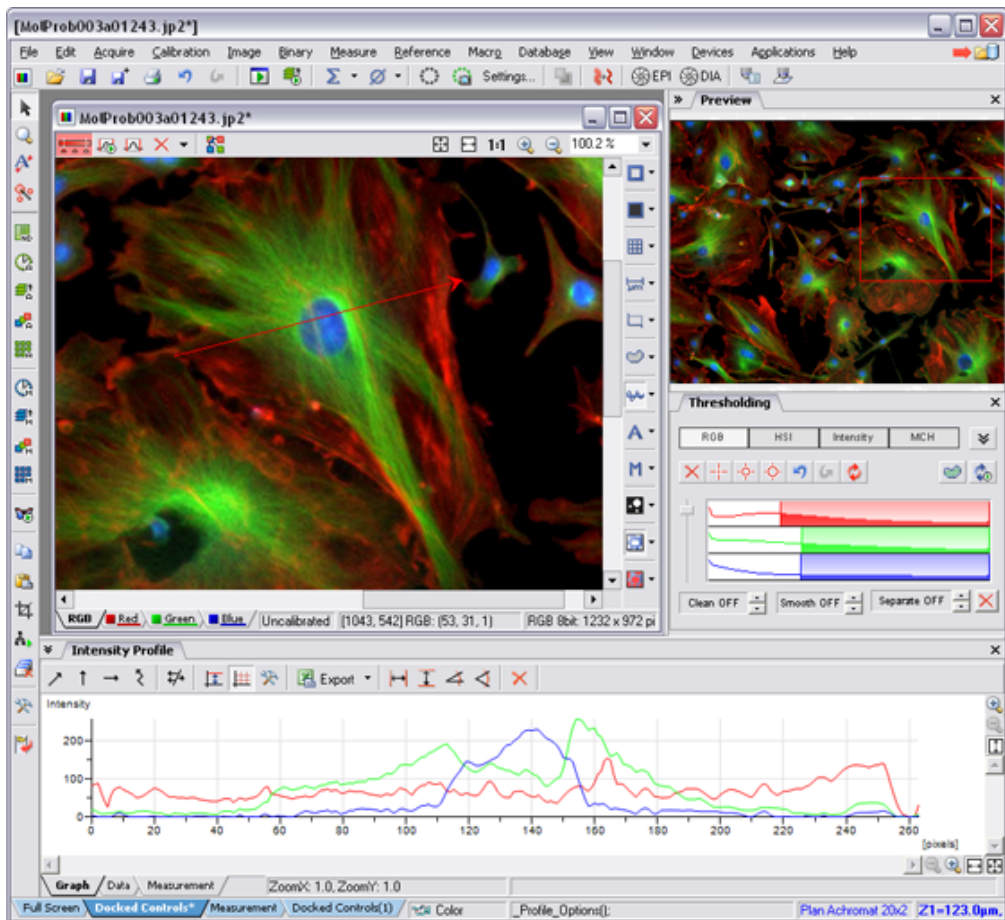 [MolProb003a01243.jp2*]
File Edit Acquire Calibration Image Binary Measure Reference Macro Database View Window Devices Applications Help
Settings... EPI DIA
MolProb003a01243.jp2*
1:1 100.2 %
Preview
Thresholding
RGB HSI Intensity MCH
Clean OFF Smooth OFF Separate OFF
RGB Red Green Blue Uncalibrated [1043, 542] RGB: (53, 31, 1) RGB 8bit: 1232 x 972 pi
Intensity Profile
Export
Intensity
200
100
0
0 20 40 60 80 100 120 140 160 180 200 220 240 260
[pixels]
Graph Data Measurement ZoomX: 1.0, ZoomY: 1.0
Full Screen Docked Controls* Measurement Docked Controls(1) Color _Profile_Options(); Plan Achromat 20x2 Z1=123.0µm,